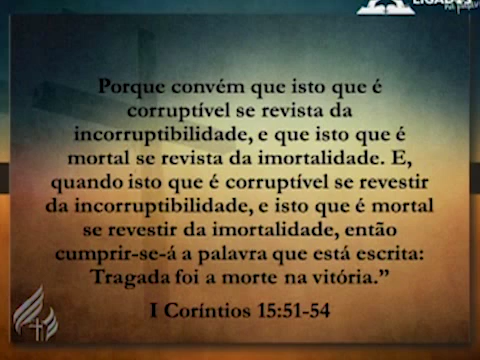 LIGADOS
Porque convém que isto que é
corruptível se revista da
incorruptibilidade, e que isto que é
mortal se revista da imortalidade. E,
quando isto que é corruptível se revestir
da incorruptibilidade, e isto que é mortal
se revestir da imortalidade, então
cumprir-se-á a palavra que está escrita:
Tragada foi a morte na vitória.”
I Coríntios 15:51-54